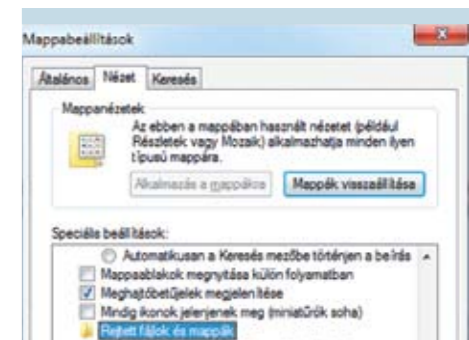 Mappabeállítások
Általános Nézet Keresés
Mappanézetek
Az ebben a mappában használt nézetet (például
Részletek vagy Mozaik) alkalmazhatja minden ilyen
típusú mappára.
Alkalmazás a mappákra Mappák visszaállítása
Speciális beállítások:
Automatikusan a Keresés mezőbe történjen a beírás
Mappaablakok megnyitása külön folyamatban
Meghajtóbetűjelek megjelenítése
Mindig ikonok jelenjenek meg (miniatűrök soha)
Rejtett fájlok és mappák